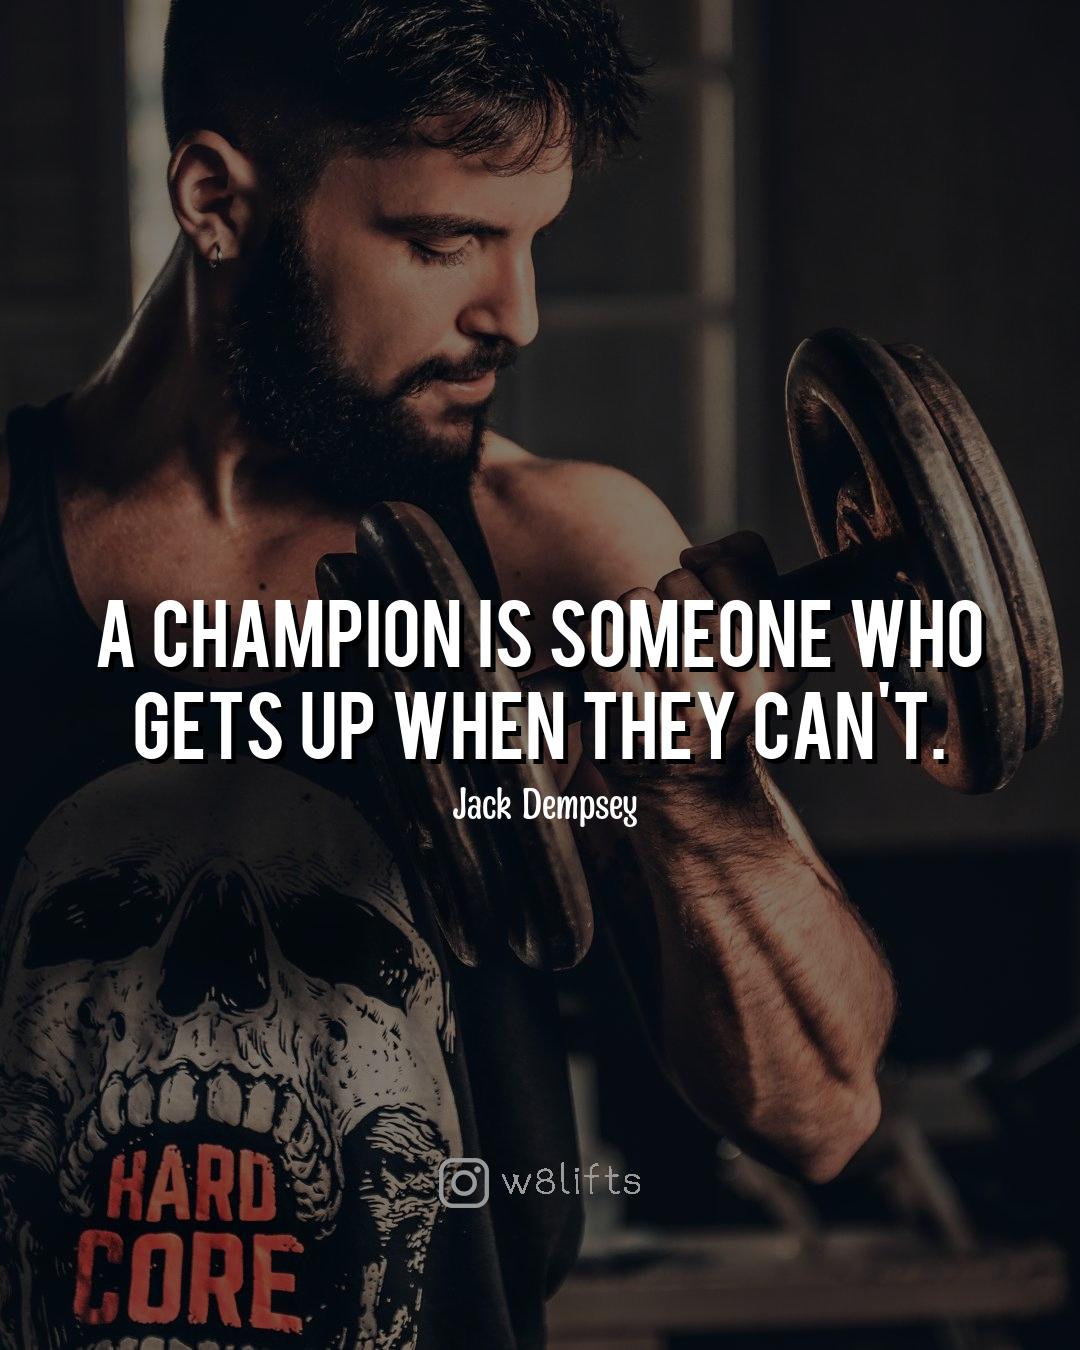 A CHAMPION IS SOMEONE WHO
GETS UP WHEN THEY CAN'T.
Jack Dempsey
w8lifts
HARD
CORE